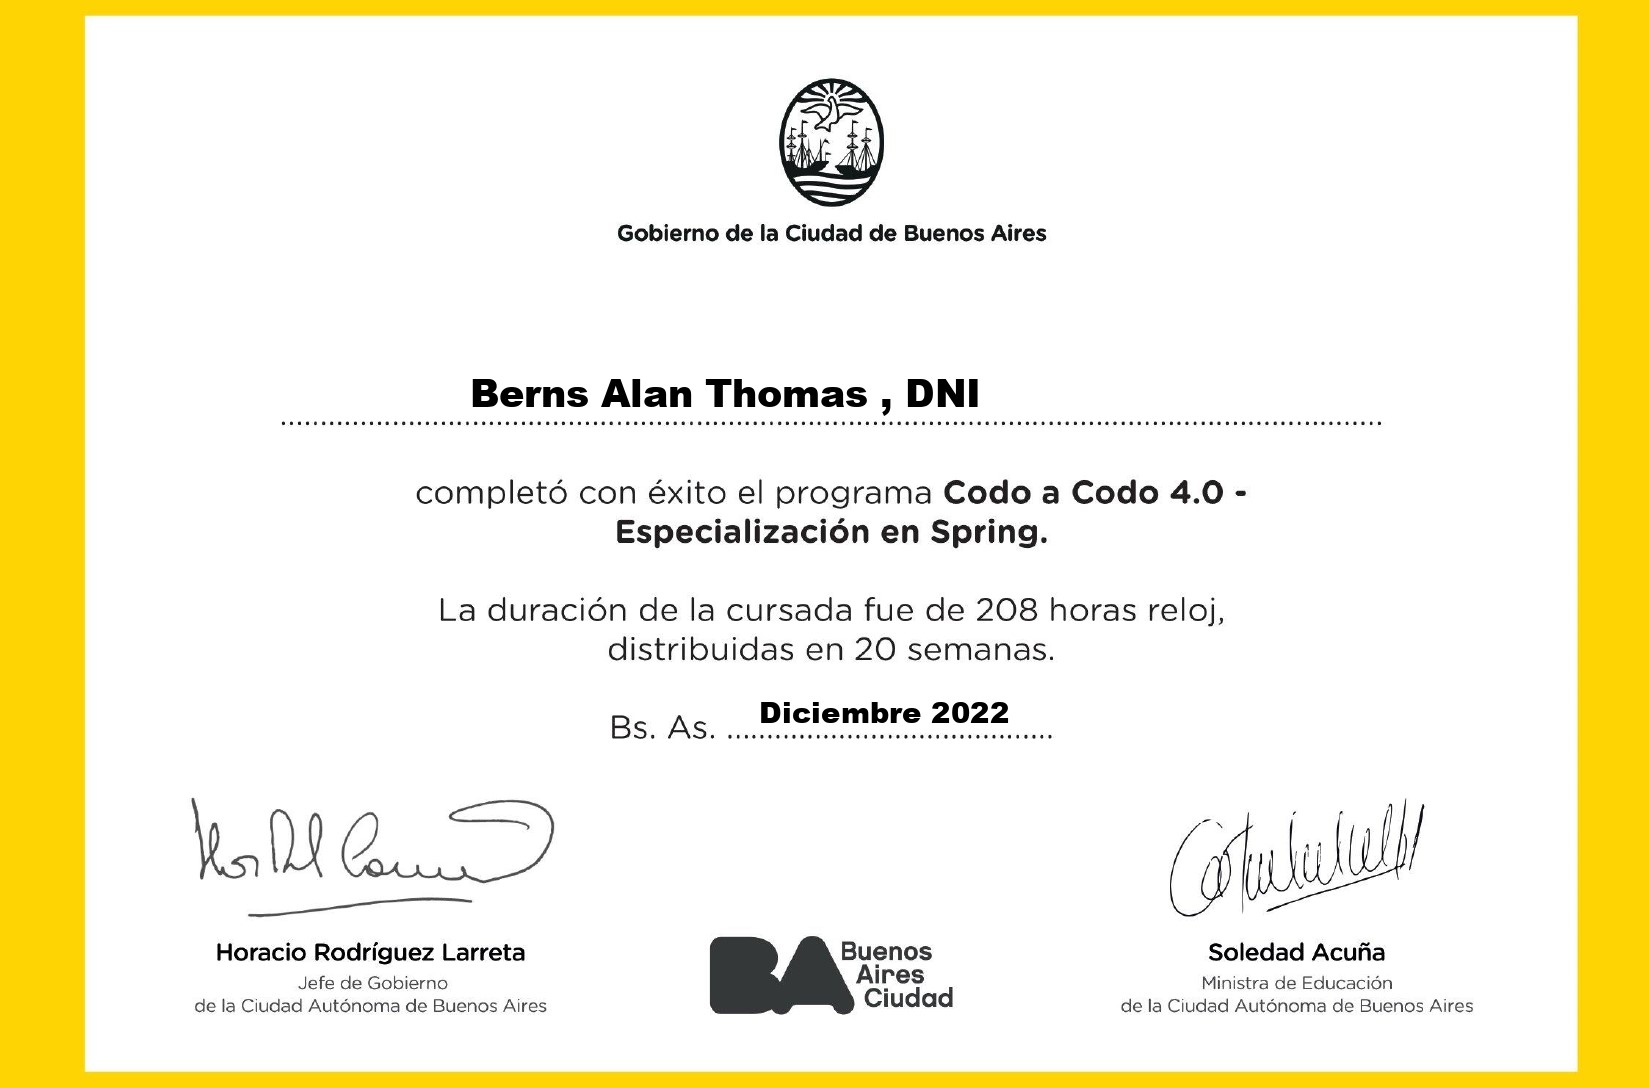 Gobierno de la Ciudad de Buenos Aires
Berns Alan Thomas , DNI
completó con éxito el programa Codo a Codo 4.0 -
Especialización en Spring.
La duración de la cursada fue de 208 horas reloj,
distribuidas en 20 semanas.
Bs. As. Diciembre 2022
Horacio Rodríguez Larreta
Jefe de Gobierno
de la Ciudad Autónoma de Buenos Aires
BA Buenos
Aires
Ciudad
Soledad Acuña
Ministra de Educación
de la Ciudad Autónoma de Buenos Aires